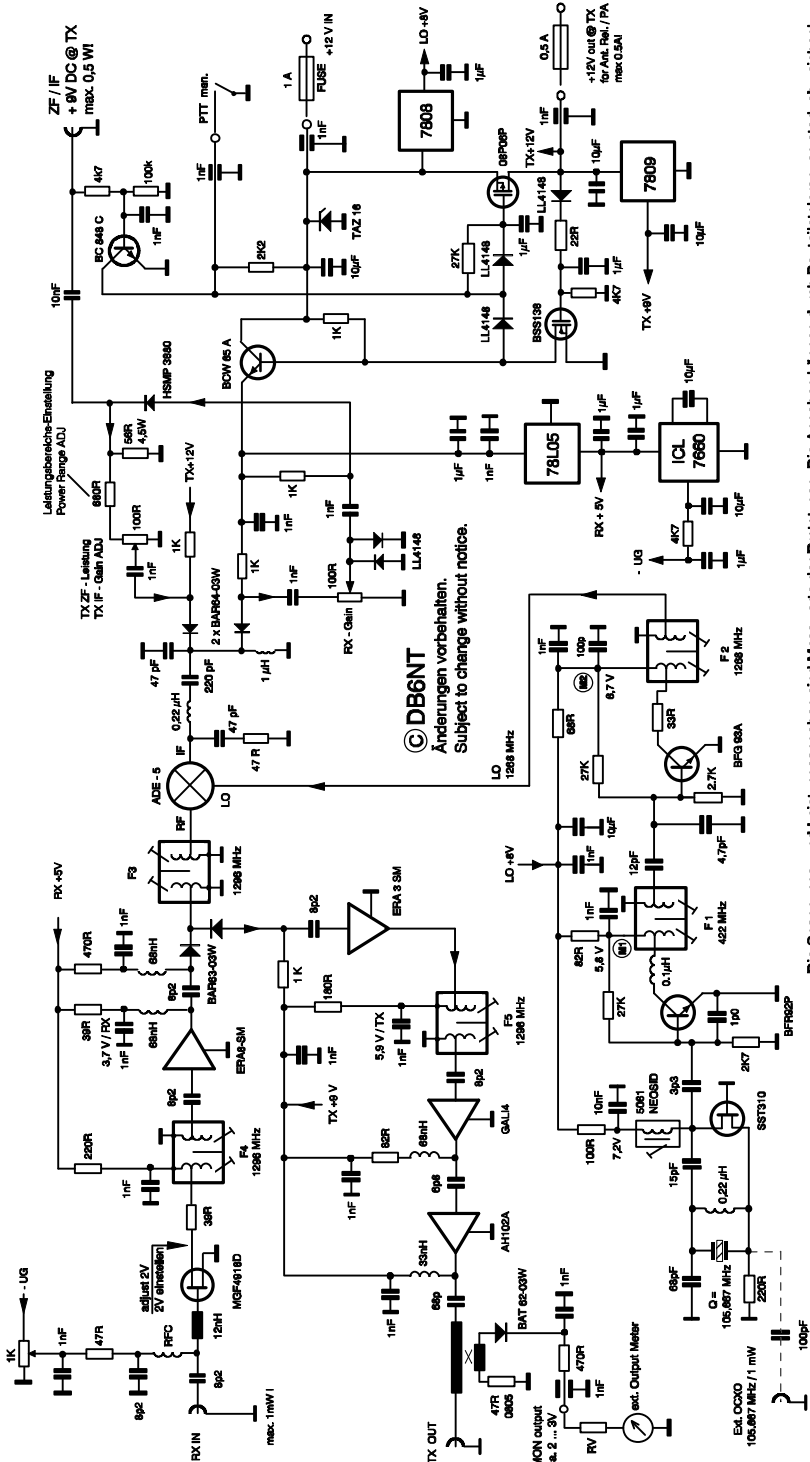 ZF / IF
+ 9V DC @ TX
max. 0,5 W!
10nF
4k7
100k
BC 848 C
1nF
PTT man.
1nF
2K2
1 A
FUSE
+12 V IN
1nF
TAZ 16
10µF
1K
BCW 65 A
7808
LO +8V
1µF
08P06P
27K
LL4148
1µF
LL4148
0,5 A
+12V out @ TX
for Ant. Rel. / PA
max 0.5A!
1nF
TX+12V
10µF
LL4148
22R
1µF
4K7
BSS138
7809
10µF
TX +9V
Leistungsbereichs-Einstellung
Power Range ADJ
HSMP 3880
56R
4,5W
680R
100R
1nF
TX ZF - Leistung
TX IF - Gain ADJ
TX+12V
1K
2 x BAR64-03W
1K
1nF
1K
1nF
1nF
100R
LL4148
RX - Gain
1µF
1nF
78L05
1µF
RX + 5V
1µF
ICL
7660
10µF
4K7
10µF
- UG
1µF
47 pF
220 pF
1 µH
0,22 µH
47 pF
47 R
IF
ADE - 5
RF
LO
© DB6NT
Änderungen vorbehalten.
Subject to change without notice.
LO
1268 MHz
F3
1296 MHz
RX +5V
470R
1nF
68nH
39R
3,7 V / RX
1nF
68nH
8p2
BAR63-03W
ERA8-SM
8p2
220R
1nF
F4
1296 MHz
39R
adjust 2V
2V einstellen
MGF4918D
12nH
- UG
1K
1nF
47R
8p2
RFC
8p2
RX IN
max. 1mW !
8p2
ERA 3 SM
1 K
180R
1nF
5,9 V / TX
1nF
F5
1296 MHz
TX +9 V
8p2
GALI4
82R
1nF
68nH
6p8
AH102A
33nH
1nF
68p
TX OUT
BAT 62-03W
47R
0805
1nF
470R
1nF
MON output
a. 2 ... 3V
RV
ext. Output Meter
1nF
100p
M2
6,7 V
F 2
1268 MHz
68R
33R
27K
BFG 93A
2.7K
4,7pF
12pF
LO +8V
10µF
1nF
1nF
82R
5,8 V
M1
F 1
422 MHz
0.1µH
27K
BFR92P
1p0
2K7
10nF
100R
7,2V
5061
NEOSID
3p3
SST310
15pF
0,22 µH
68pF
Q =
105,667 MHz
220R
100pF
Ext. OCXO
105,667 MHz / 1 mW